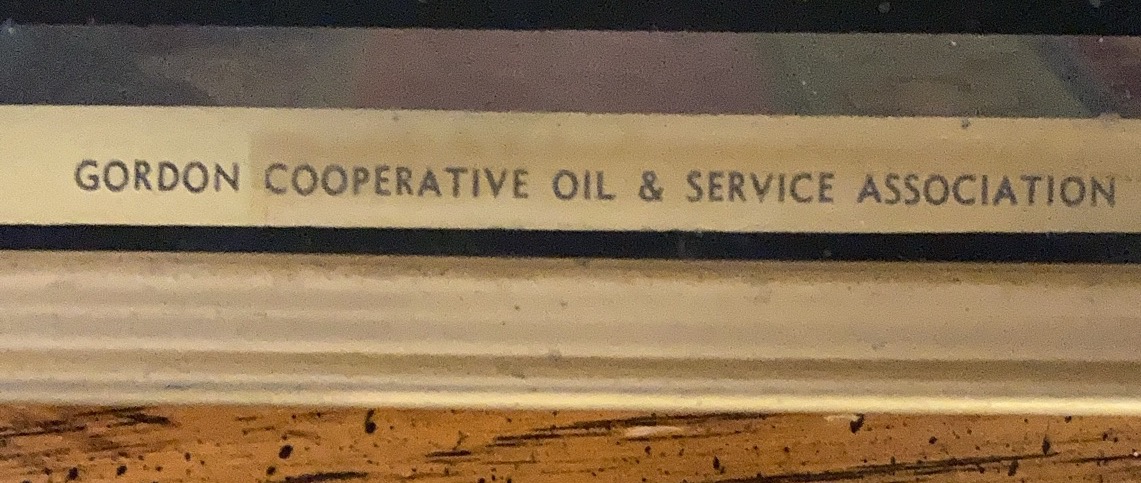 GORDON COOPERATIVE OIL & SERVICE ASSOCIATION